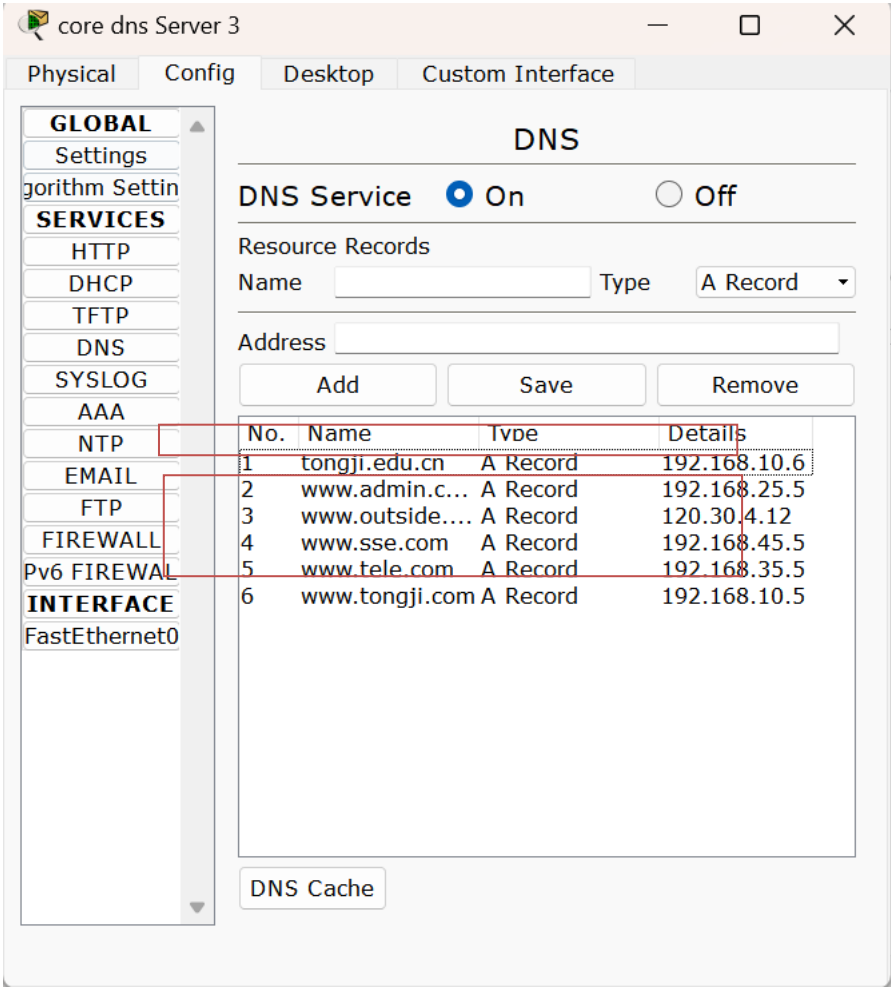 core dns Server 3
Physical Config Desktop Custom Interface
GLOBAL
Settings
gorithm Settin
SERVICES
HTTP
DHCP
TFTP
DNS
SYSLOG
AAA
NTP
EMAIL
FTP
FIREWALL
Pv6 FIREWAL
INTERFACE
FastEthernet0
DNS
DNS Service On Off
Resource Records
Name Type A Record
Address
Add Save Remove
No. Name Type Details
1 tongji.edu.cn A Record 192.168.10.6
2 www.admin.c... A Record 192.168.25.5
3 www.outside.... A Record 120.30.4.12
4 www.sse.com A Record 192.168.45.5
5 www.tele.com A Record 192.168.35.5
6 www.tongji.com A Record 192.168.10.5
DNS Cache